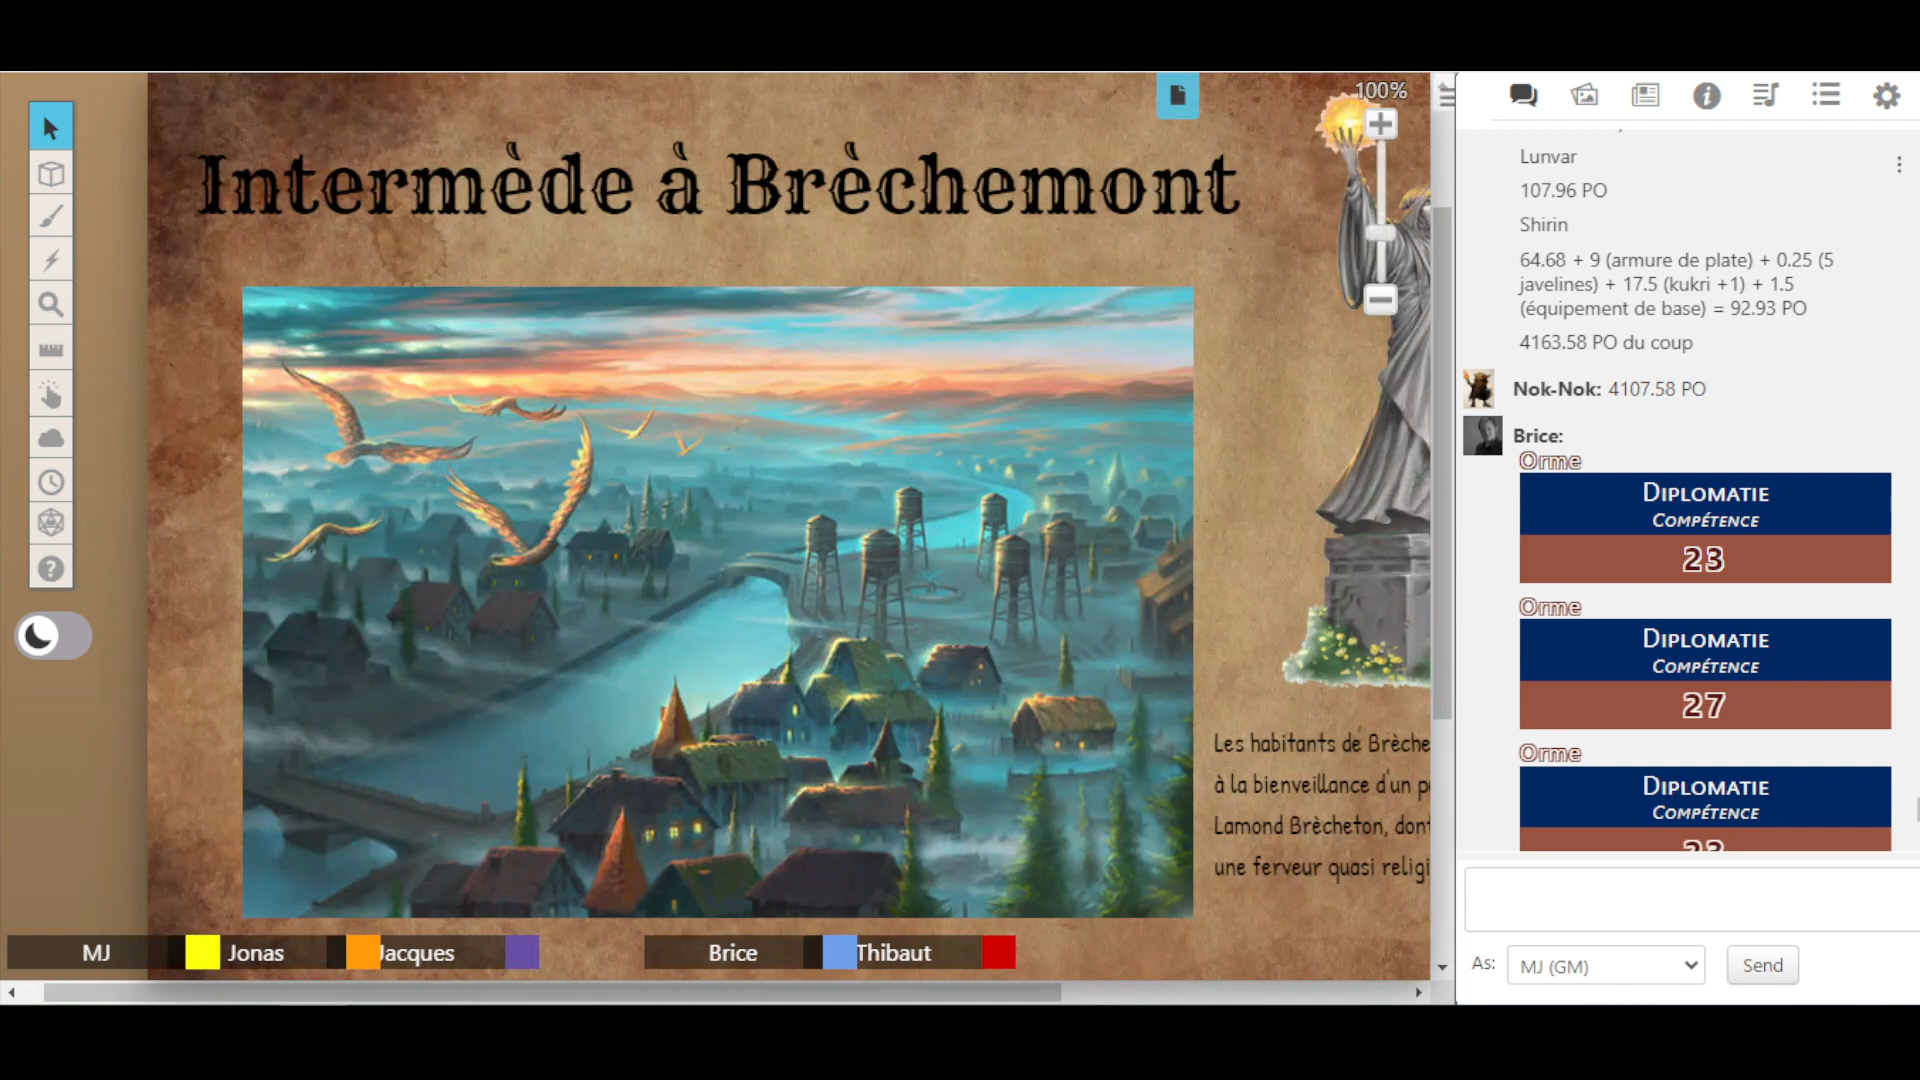 100%
Intermède à Brèchemont
Les habitants de Brèche
à la bienveillance d'un p
Lamond Brècheton, dont
une ferveur quasi religi
MJ
Jonas
Jacques
Brice
Thibaut
Lunvar
107.96 PO
Shirin
64.68 + 9 (armure de plate) + 0.25 (5
javelines) + 17.5 (kukri +1) + 1.5
(équipement de base) = 92.93 PO
4163.58 PO du coup
Nok-Nok: 4107.58 PO
Brice:
Orme
DIPLOMATIE
COMPÉTENCE
23
Orme
DIPLOMATIE
COMPÉTENCE
27
Orme
DIPLOMATIE
COMPÉTENCE
As:
MJ (GM)
Send